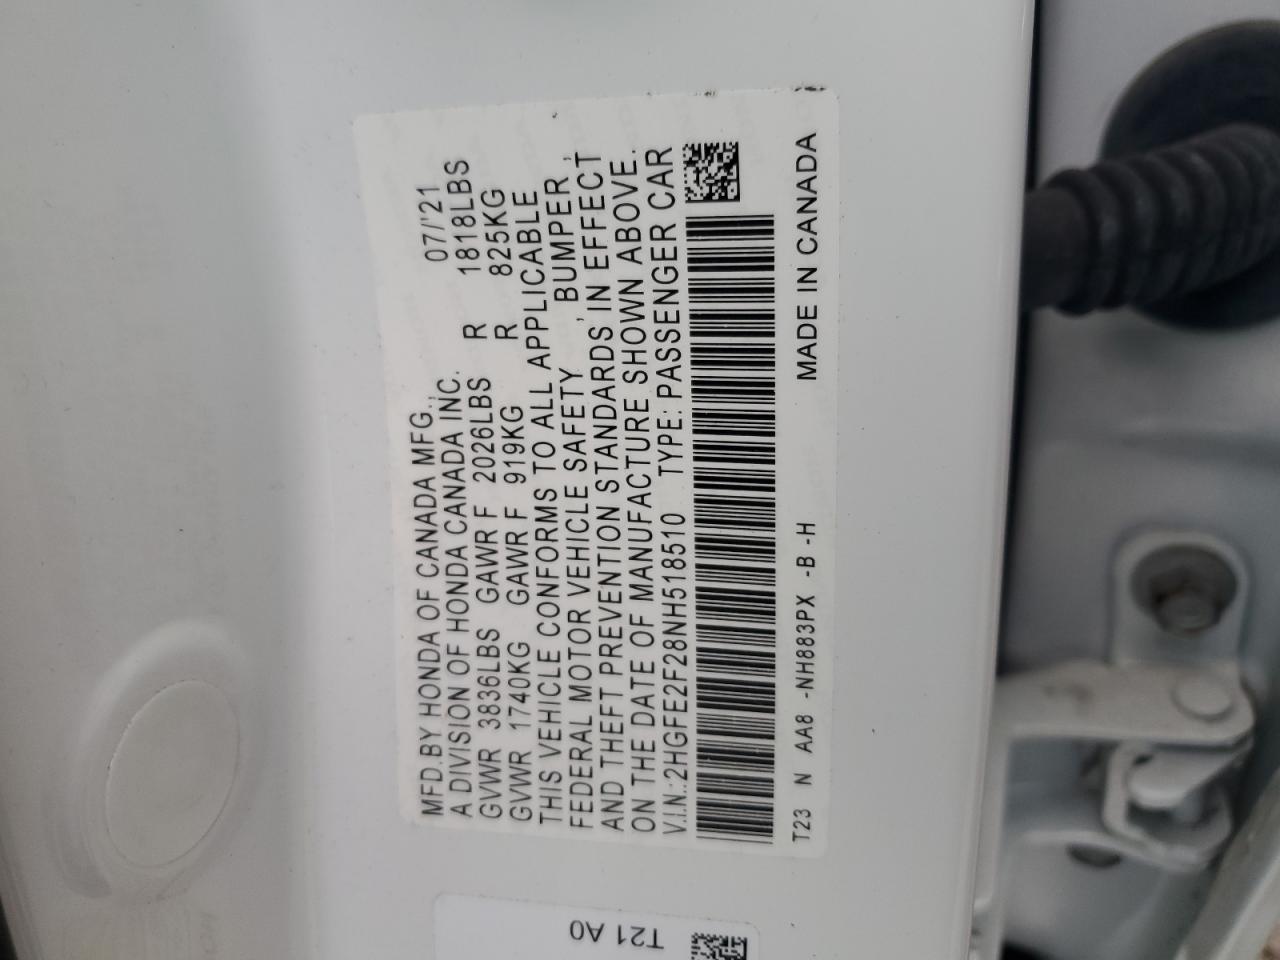 MFD.BY HONDA OF CANADA MFG., 07/'21
A DIVISION OF HONDA CANADA INC.
GVWR 3836LBS GAWR F 2026LBS R 1818LBS
GVWR 1740KG GAWR F 919KG R 825KG
THIS VEHICLE CONFORMS TO ALL APPLICABLE
FEDERAL MOTOR VEHICLE SAFETY , BUMPER ,
AND THEFT PREVENTION STANDARDS IN EFFECT
ON THE DATE OF MANUFACTURE SHOWN ABOVE.
V.I.N.:2HGFE2F28NH518510 TYPE: PASSENGER CAR
T23 N AA8 -NH883PX -B -H MADE IN CANADA
T21 A0